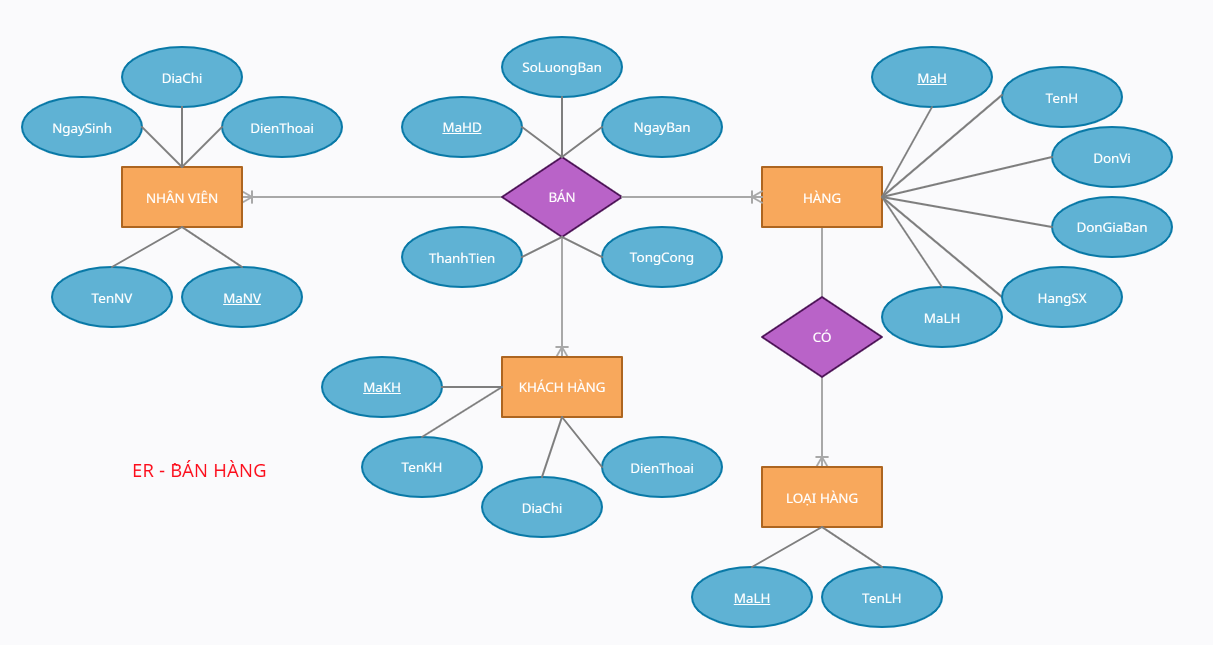 DiaChi
NgaySinh
DienThoai
NHÂN VIÊN
TenNV
MaNV
SoLuongBan
MaHD
NgayBan
BÁN
ThanhTien
TongCong
MaH
TenH
DonVi
HÀNG
DonGiaBan
HangSX
MaLH
CÓ
MaKH
KHÁCH HÀNG
TenKH
DienThoai
DiaChi
ER - BÁN HÀNG
LOẠI HÀNG
MaLH
TenLH